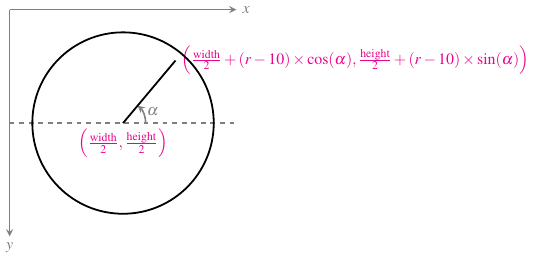 x
(width/2 + (r − 10) × cos(α), height/2 + (r − 10) × sin(α))
α
(width/2, height/2)
y